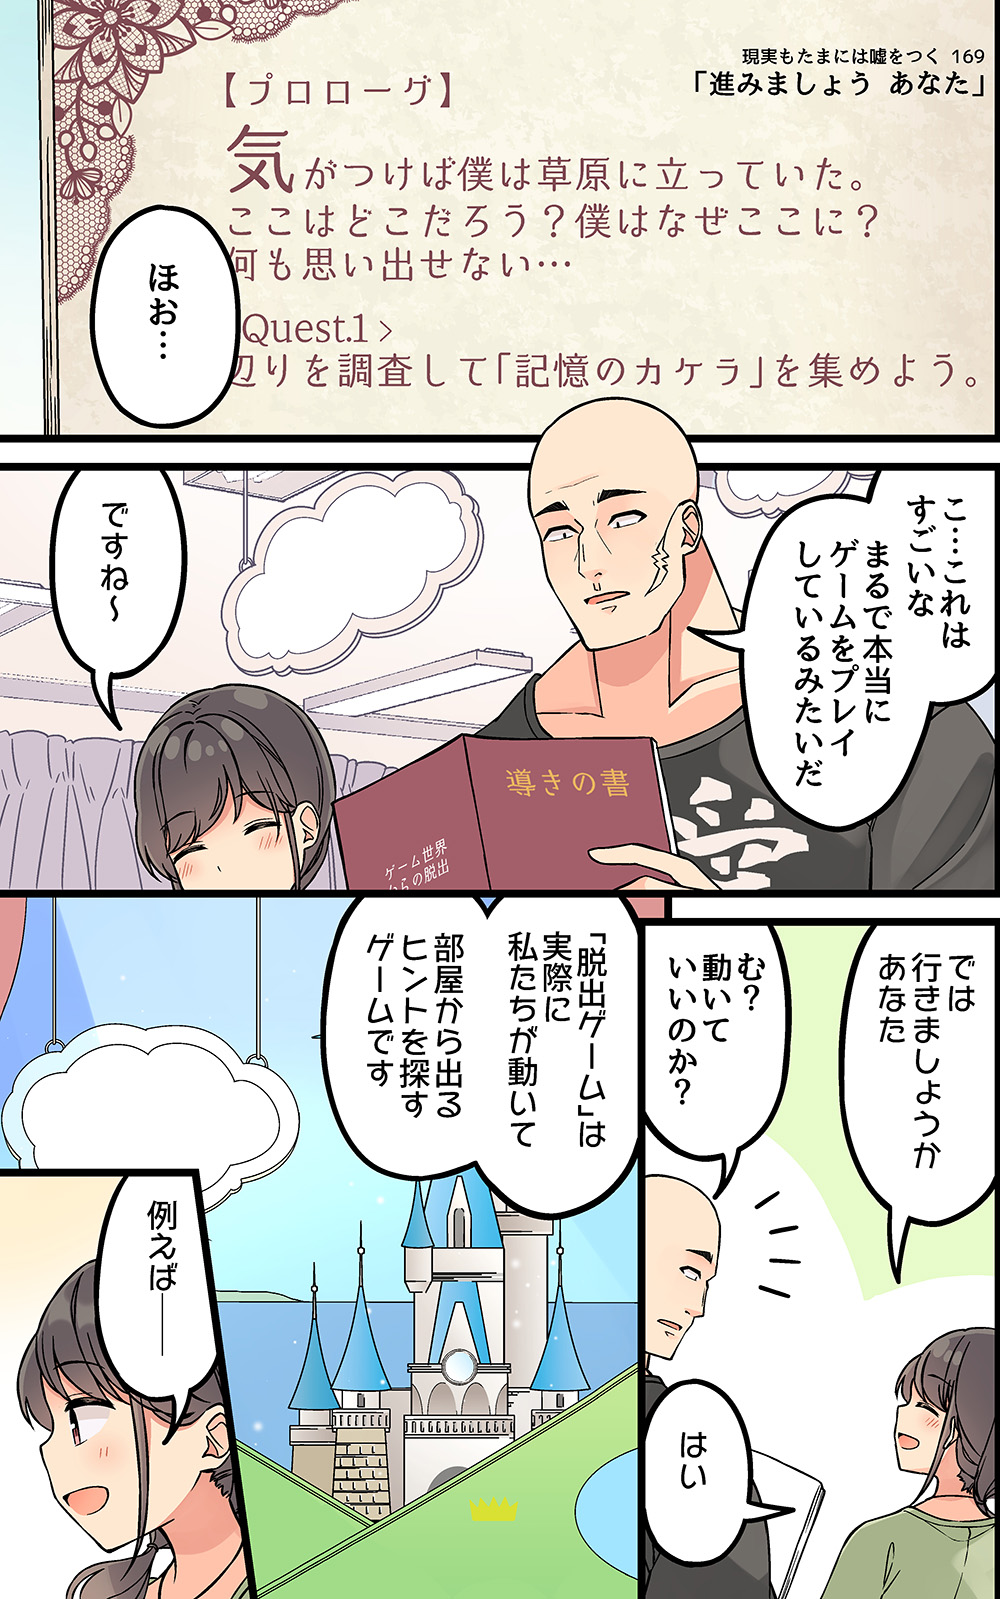 現実もたまには嘘をつく 169
「進みましょう あなた」
【プロローグ】
気がつけば僕は草原に立っていた。
ここはどこだろう？僕はなぜここに？
何も思い出せない…
Quest.1 >
辺りを調査して「記憶のカケラ」を集めよう。
ほお…
こ…これは
すごいな
まるで本当に
ゲームをプレイ
しているみたいだ
ですね～
導きの書
ゲーム世界
からの脱出
では
行きましょうか
あなた
む？
動いて
いいのか？
はい
「脱出ゲーム」は
実際に
私たちが動いて
部屋から出る
ヒントを探す
ゲームです
例えば――